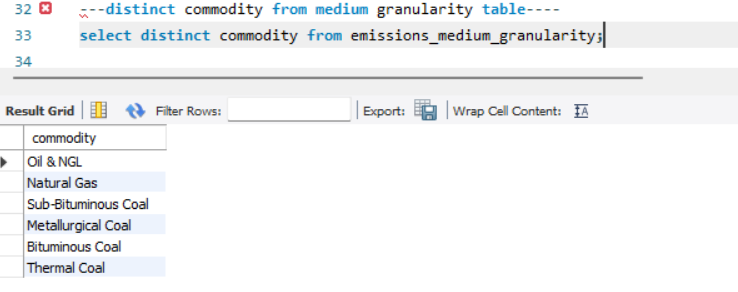 32 ---distinct commodity from medium granularity table----
33 select distinct commodity from emissions_medium_granularity;
34
Result Grid Filter Rows: Export: Wrap Cell Content: IA
commodity
Oil & NGL
Natural Gas
Sub-Bituminous Coal
Metallurgical Coal
Bituminous Coal
Thermal Coal